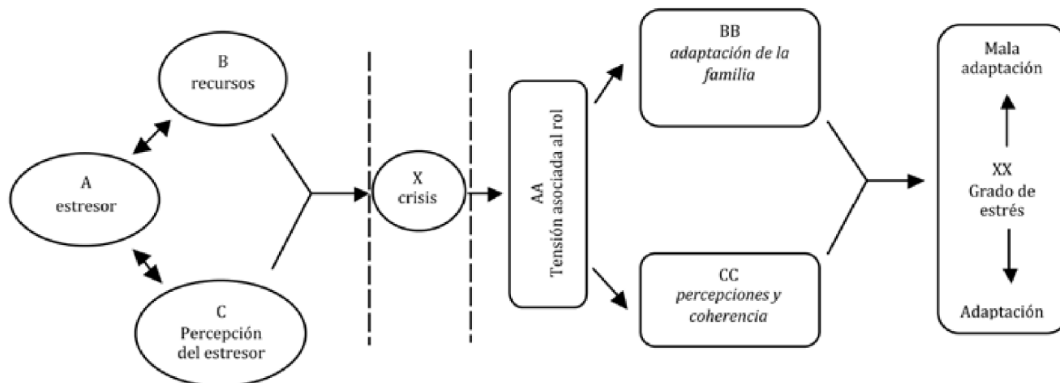 B
recursos
A
estresor
C
Percepción
del estresor
X
crisis
AA
Tensión asociada al rol
BB
adaptación de la
familia
CC
percepciones y
coherencia
Mala
adaptación
XX
Grado de
estrés
Adaptación